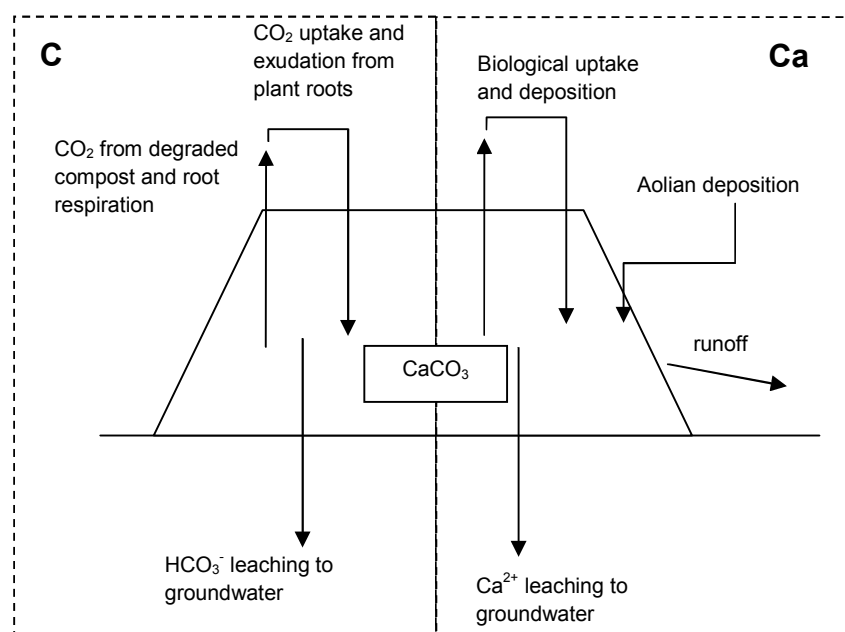 C
CO₂ uptake and
exudation from
plant roots
CO₂ from degraded
compost and root
respiration
Ca
Biological uptake
and deposition
Aolian deposition
runoff
CaCO₃
HCO₃⁻ leaching to
groundwater
Ca²⁺ leaching to
groundwater